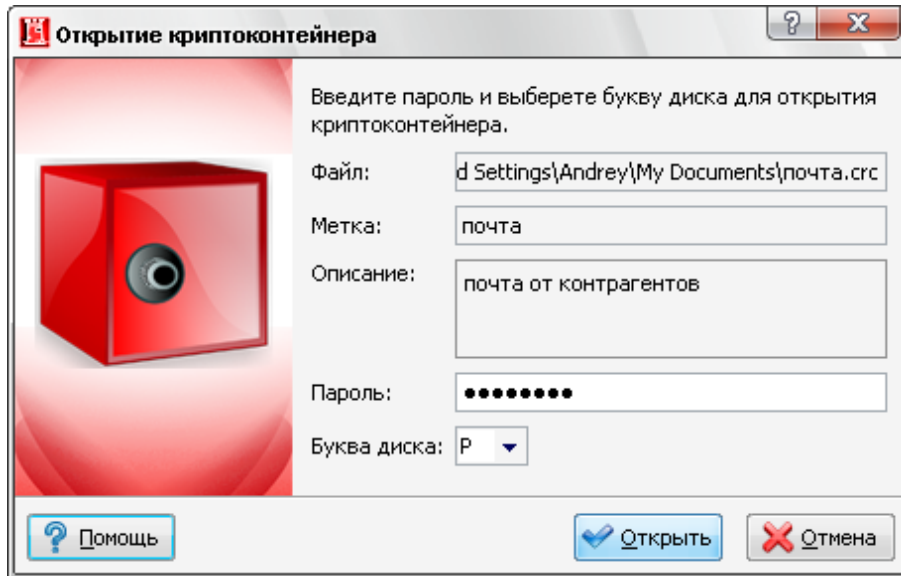 Открытие криптоконтейнера
Введите пароль и выберете букву диска для открытия
криптоконтейнера.
Файл: d Settings\Andrey\My Documents\почта.crc
Метка: почта
Описание: почта от контрагентов
Пароль: ●●●●●●●●
Буква диска: P
Помощь Открыть Отмена